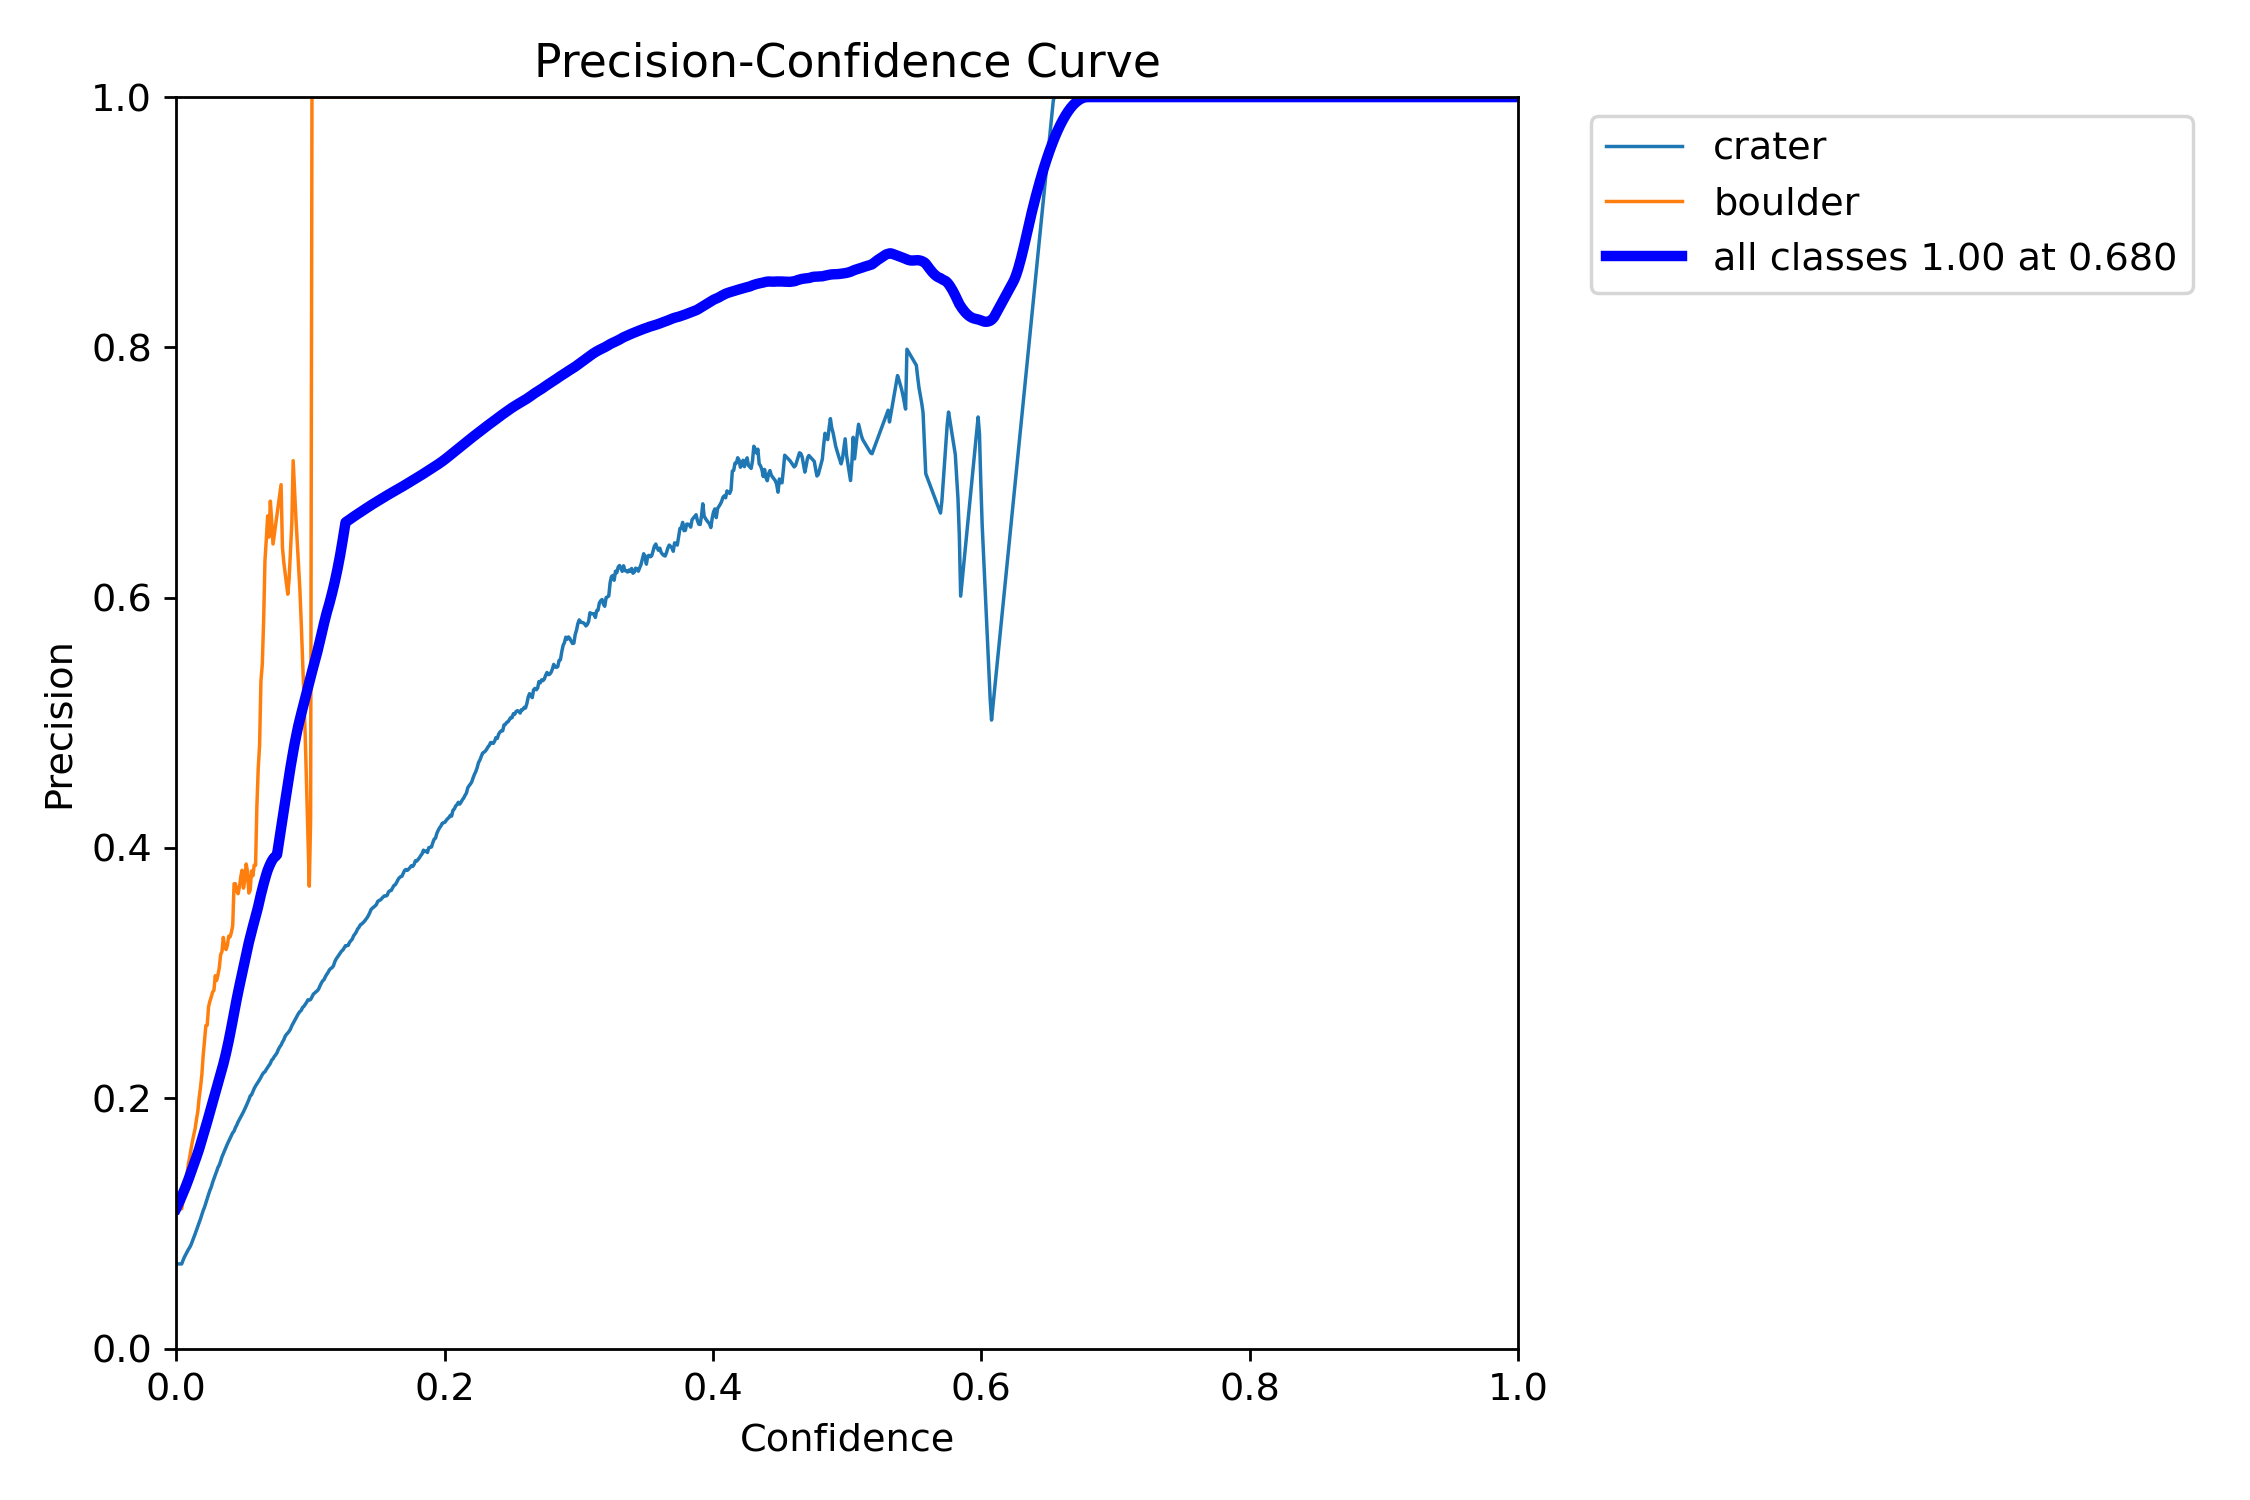 Precision-Confidence Curve
1.0
0.8
0.6
0.4
0.2
0.0
Precision
0.0 0.2 0.4 0.6 0.8 1.0
Confidence
crater
boulder
all classes 1.00 at 0.680